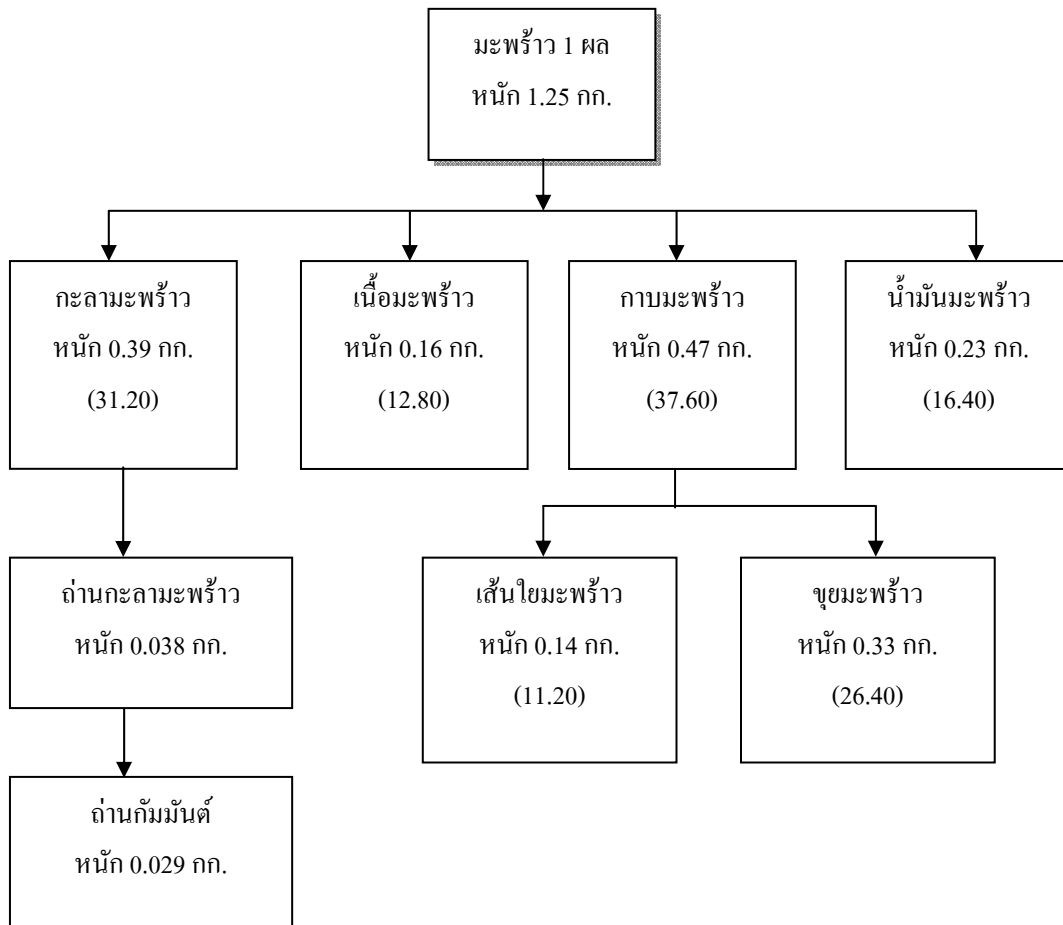 มะพร้าว 1 ผล
หนัก 1.25 กก.
กะลามะพร้าว
หนัก 0.39 กก.
(31.20)
เนื้อมะพร้าว
หนัก 0.16 กก.
(12.80)
กาบมะพร้าว
หนัก 0.47 กก.
(37.60)
น้ำมันมะพร้าว
หนัก 0.23 กก.
(16.40)
ถ่านกะลามะพร้าว
หนัก 0.038 กก.
เส้นใยมะพร้าว
หนัก 0.14 กก.
(11.20)
ขุยมะพร้าว
หนัก 0.33 กก.
(26.40)
ถ่านกัมมันต์
หนัก 0.029 กก.